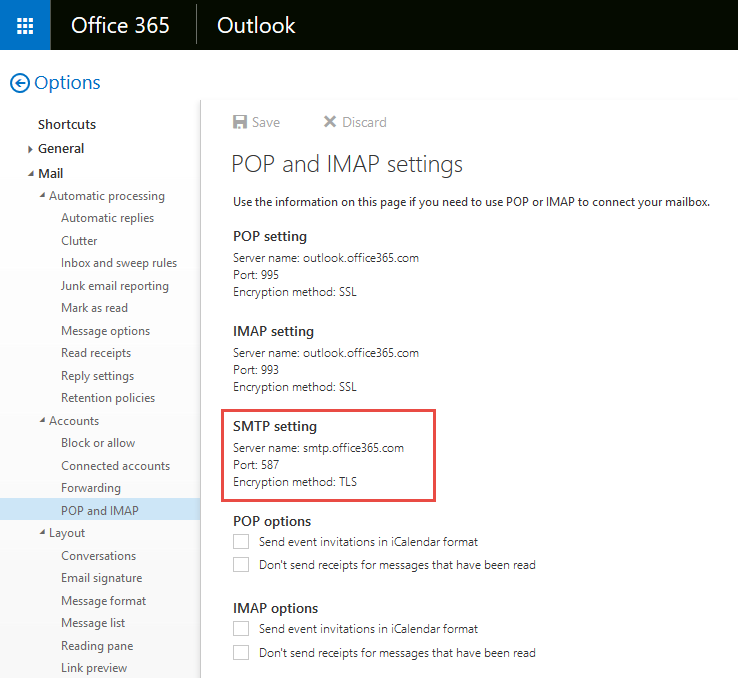 Office 365
Outlook
Options
Shortcuts
General
Mail
Automatic processing
Automatic replies
Clutter
Inbox and sweep rules
Junk email reporting
Mark as read
Message options
Read receipts
Reply settings
Retention policies
Accounts
Block or allow
Connected accounts
Forwarding
POP and IMAP
Layout
Conversations
Email signature
Message format
Message list
Reading pane
Link preview
Save
Discard
POP and IMAP settings
Use the information on this page if you need to use POP or IMAP to connect your mailbox.
POP setting
Server name: outlook.office365.com
Port: 995
Encryption method: SSL
IMAP setting
Server name: outlook.office365.com
Port: 993
Encryption method: SSL
SMTP setting
Server name: smtp.office365.com
Port: 587
Encryption method: TLS
POP options
Send event invitations in iCalendar format
Don't send receipts for messages that have been read
IMAP options
Send event invitations in iCalendar format
Don't send receipts for messages that have been read